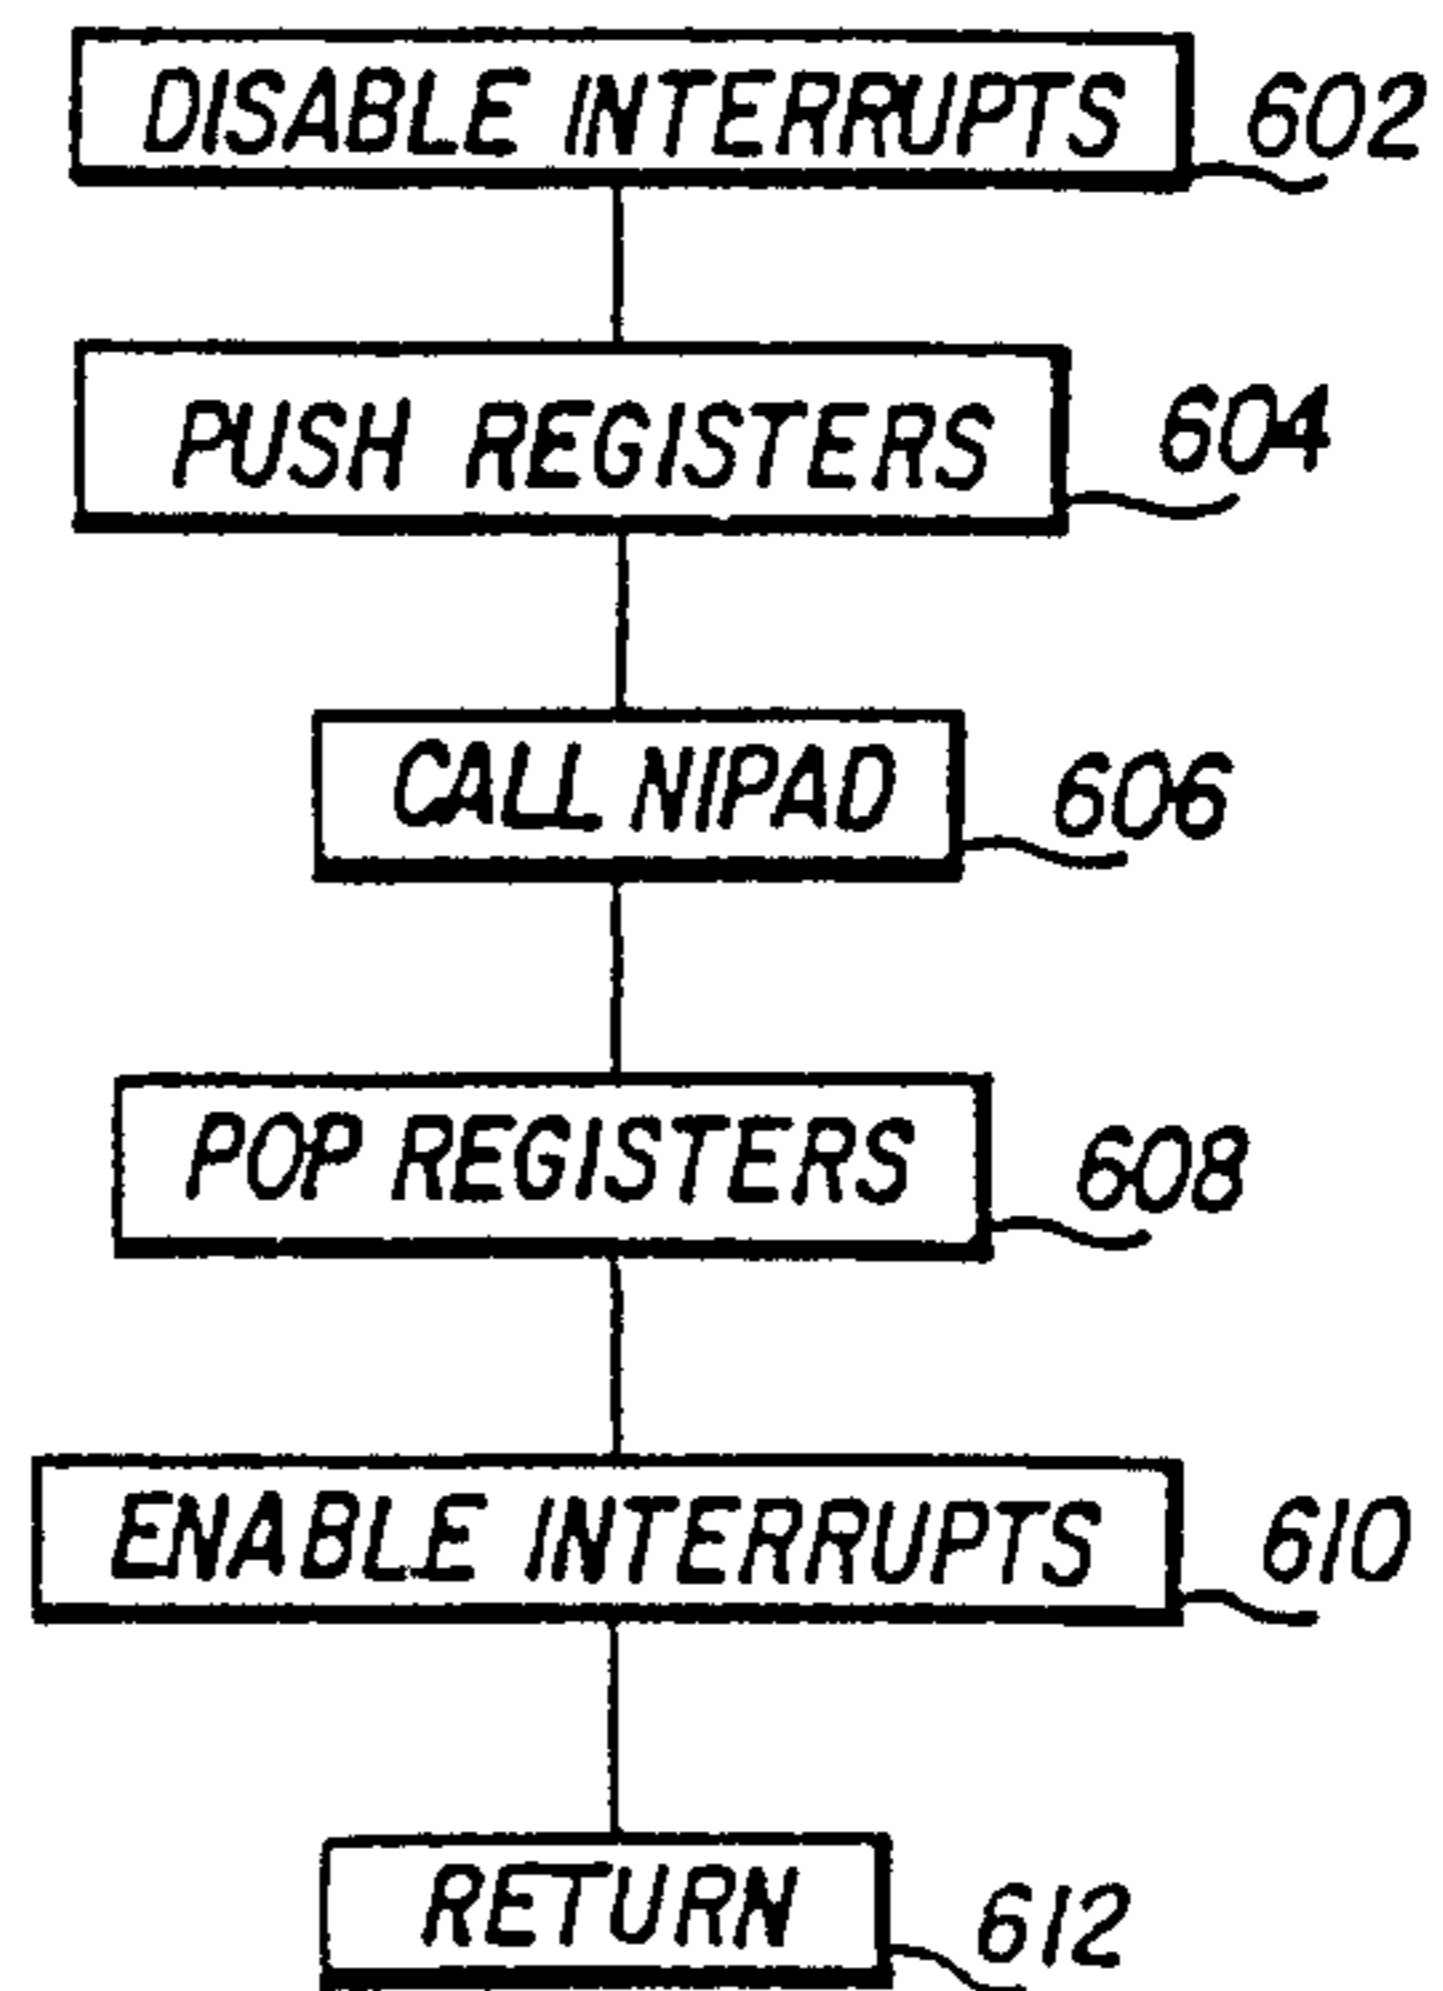 DISABLE INTERRUPTS 602
PUSH REGISTERS 604
CALL NIPAD 606
POP REGISTERS 608
ENABLE INTERRUPTS 610
RETURN 612